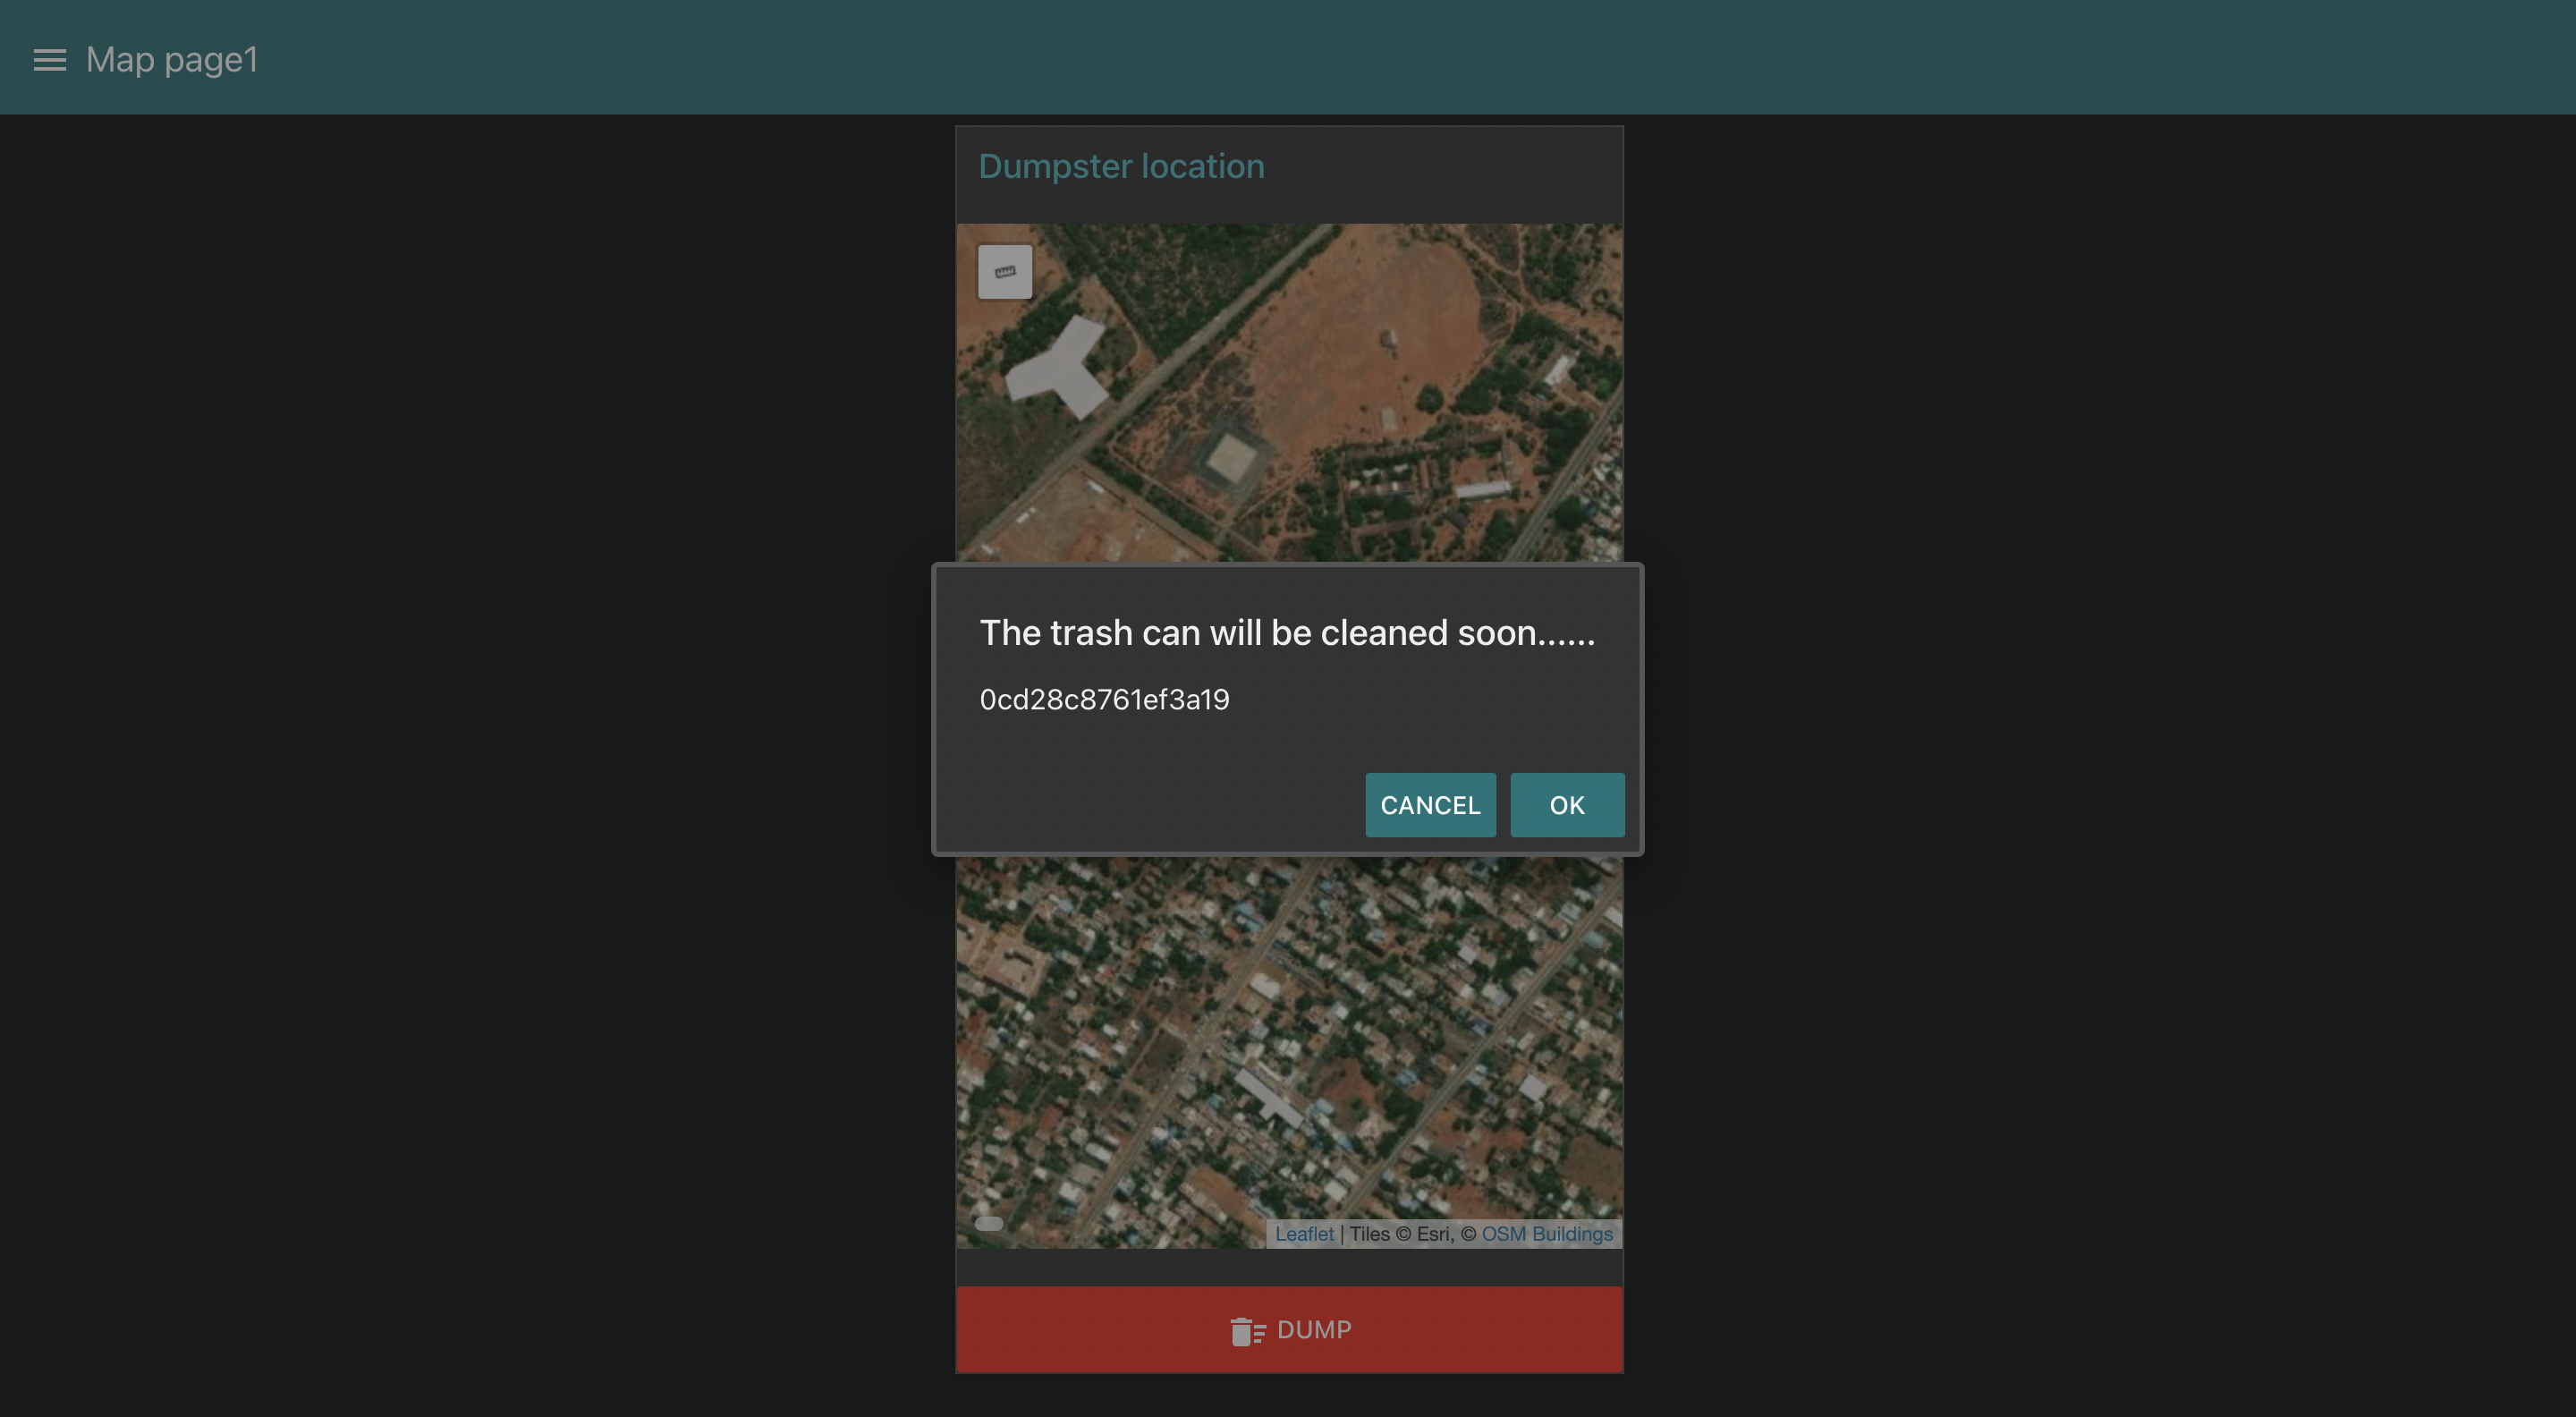 Map page1
Dumpster location
The trash can will be cleaned soon......
0cd28c8761ef3a19
CANCEL OK
Leaflet | Tiles © Esri, © OSM Buildings
DUMP